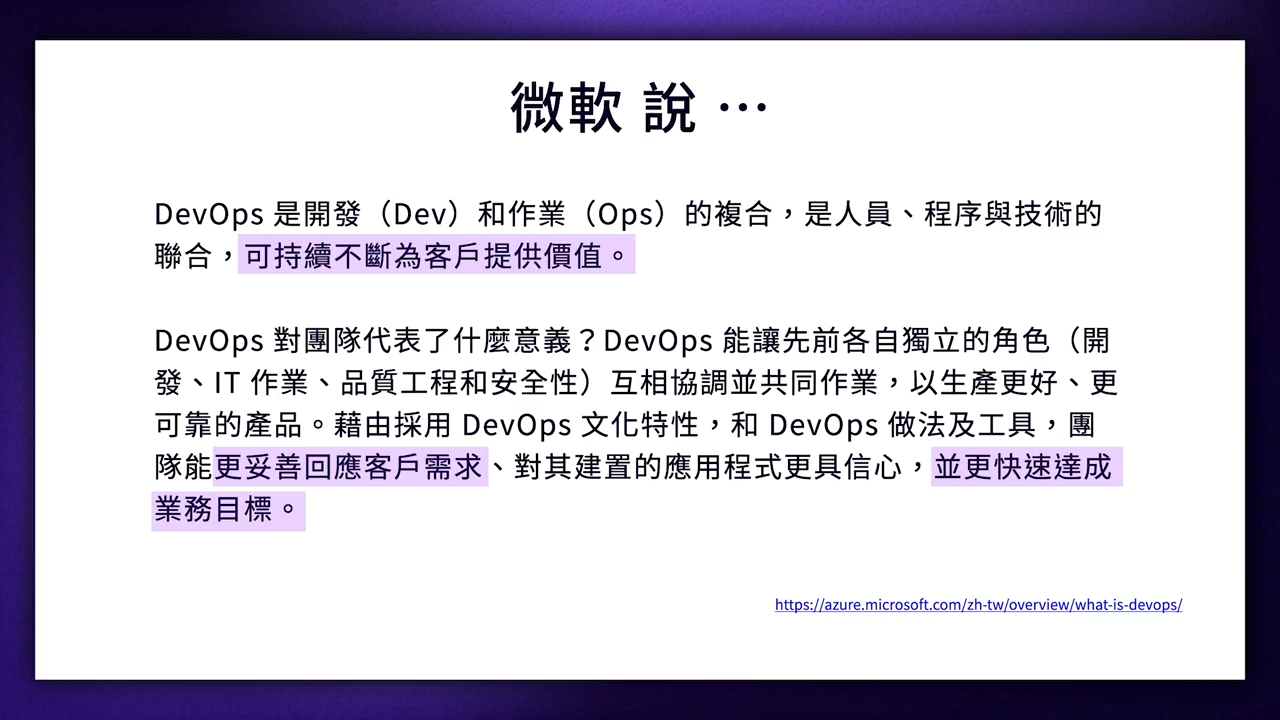 微軟 說 …
DevOps 是開發（Dev）和作業（Ops）的複合，是人員、程序與技術的
聯合，可持續不斷為客戶提供價值。
DevOps 對團隊代表了什麼意義？DevOps 能讓先前各自獨立的角色（開
發、IT 作業、品質工程和安全性）互相協調並共同作業，以生產更好、更
可靠的產品。藉由採用 DevOps 文化特性，和 DevOps 做法及工具，團
隊能更妥善回應客戶需求、對其建置的應用程式更具信心，並更快速達成
業務目標。
https://azure.microsoft.com/zh-tw/overview/what-is-devops/